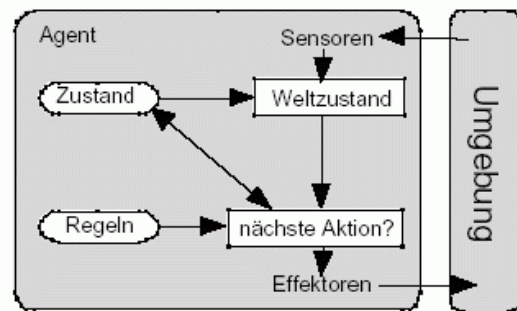 Agent
Sensoren
Zustand
Weltzustand
Umgebung
Regeln
nächste Aktion?
Effektoren